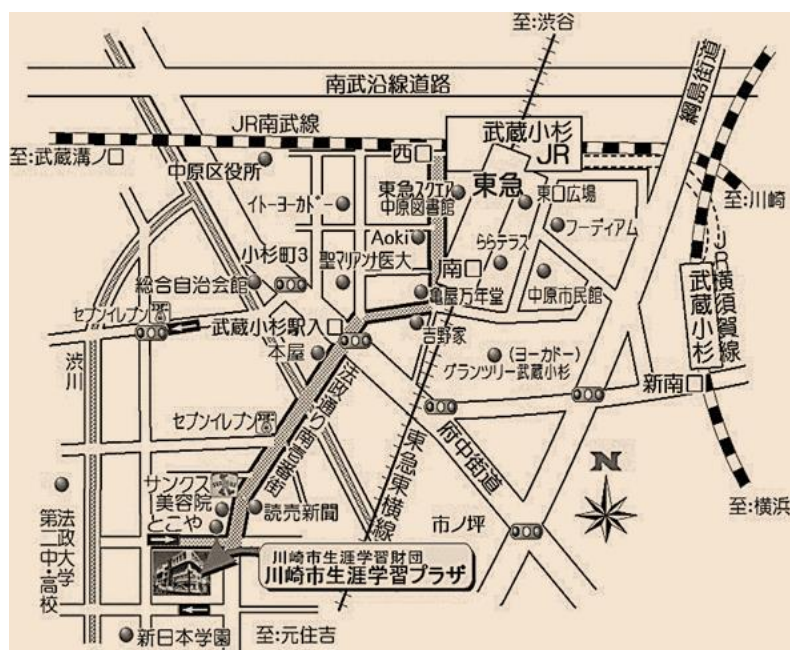 至:渋谷
南武沿線道路
綱島街道
JR南武線
武蔵小杉
JR
西口
至:武蔵溝ノ口
中原区役所
東急スクエア
中原図書館
東急
東口広場
至:川崎
イトーヨーカドー
フーディアム
Aoki
ららテラス
小杉町3
聖マリアンナ医大
南口
中原市民館
JR横須賀線
武蔵小杉
総合自治会館
亀屋万年堂
セブンイレブン
武蔵小杉駅入口
吉野家
本屋
(ヨーカドー)
グランツリー武蔵小杉
新南口
渋川
法政通り商店街
セブンイレブン
府中街道
東急東横線
N
サンクス
美容院
とこや
読売新聞
市ノ坪
至:横浜
法政大学
第二中・高校
川崎市生涯学習財団
川崎市生涯学習プラザ
新日本学園
至:元住吉